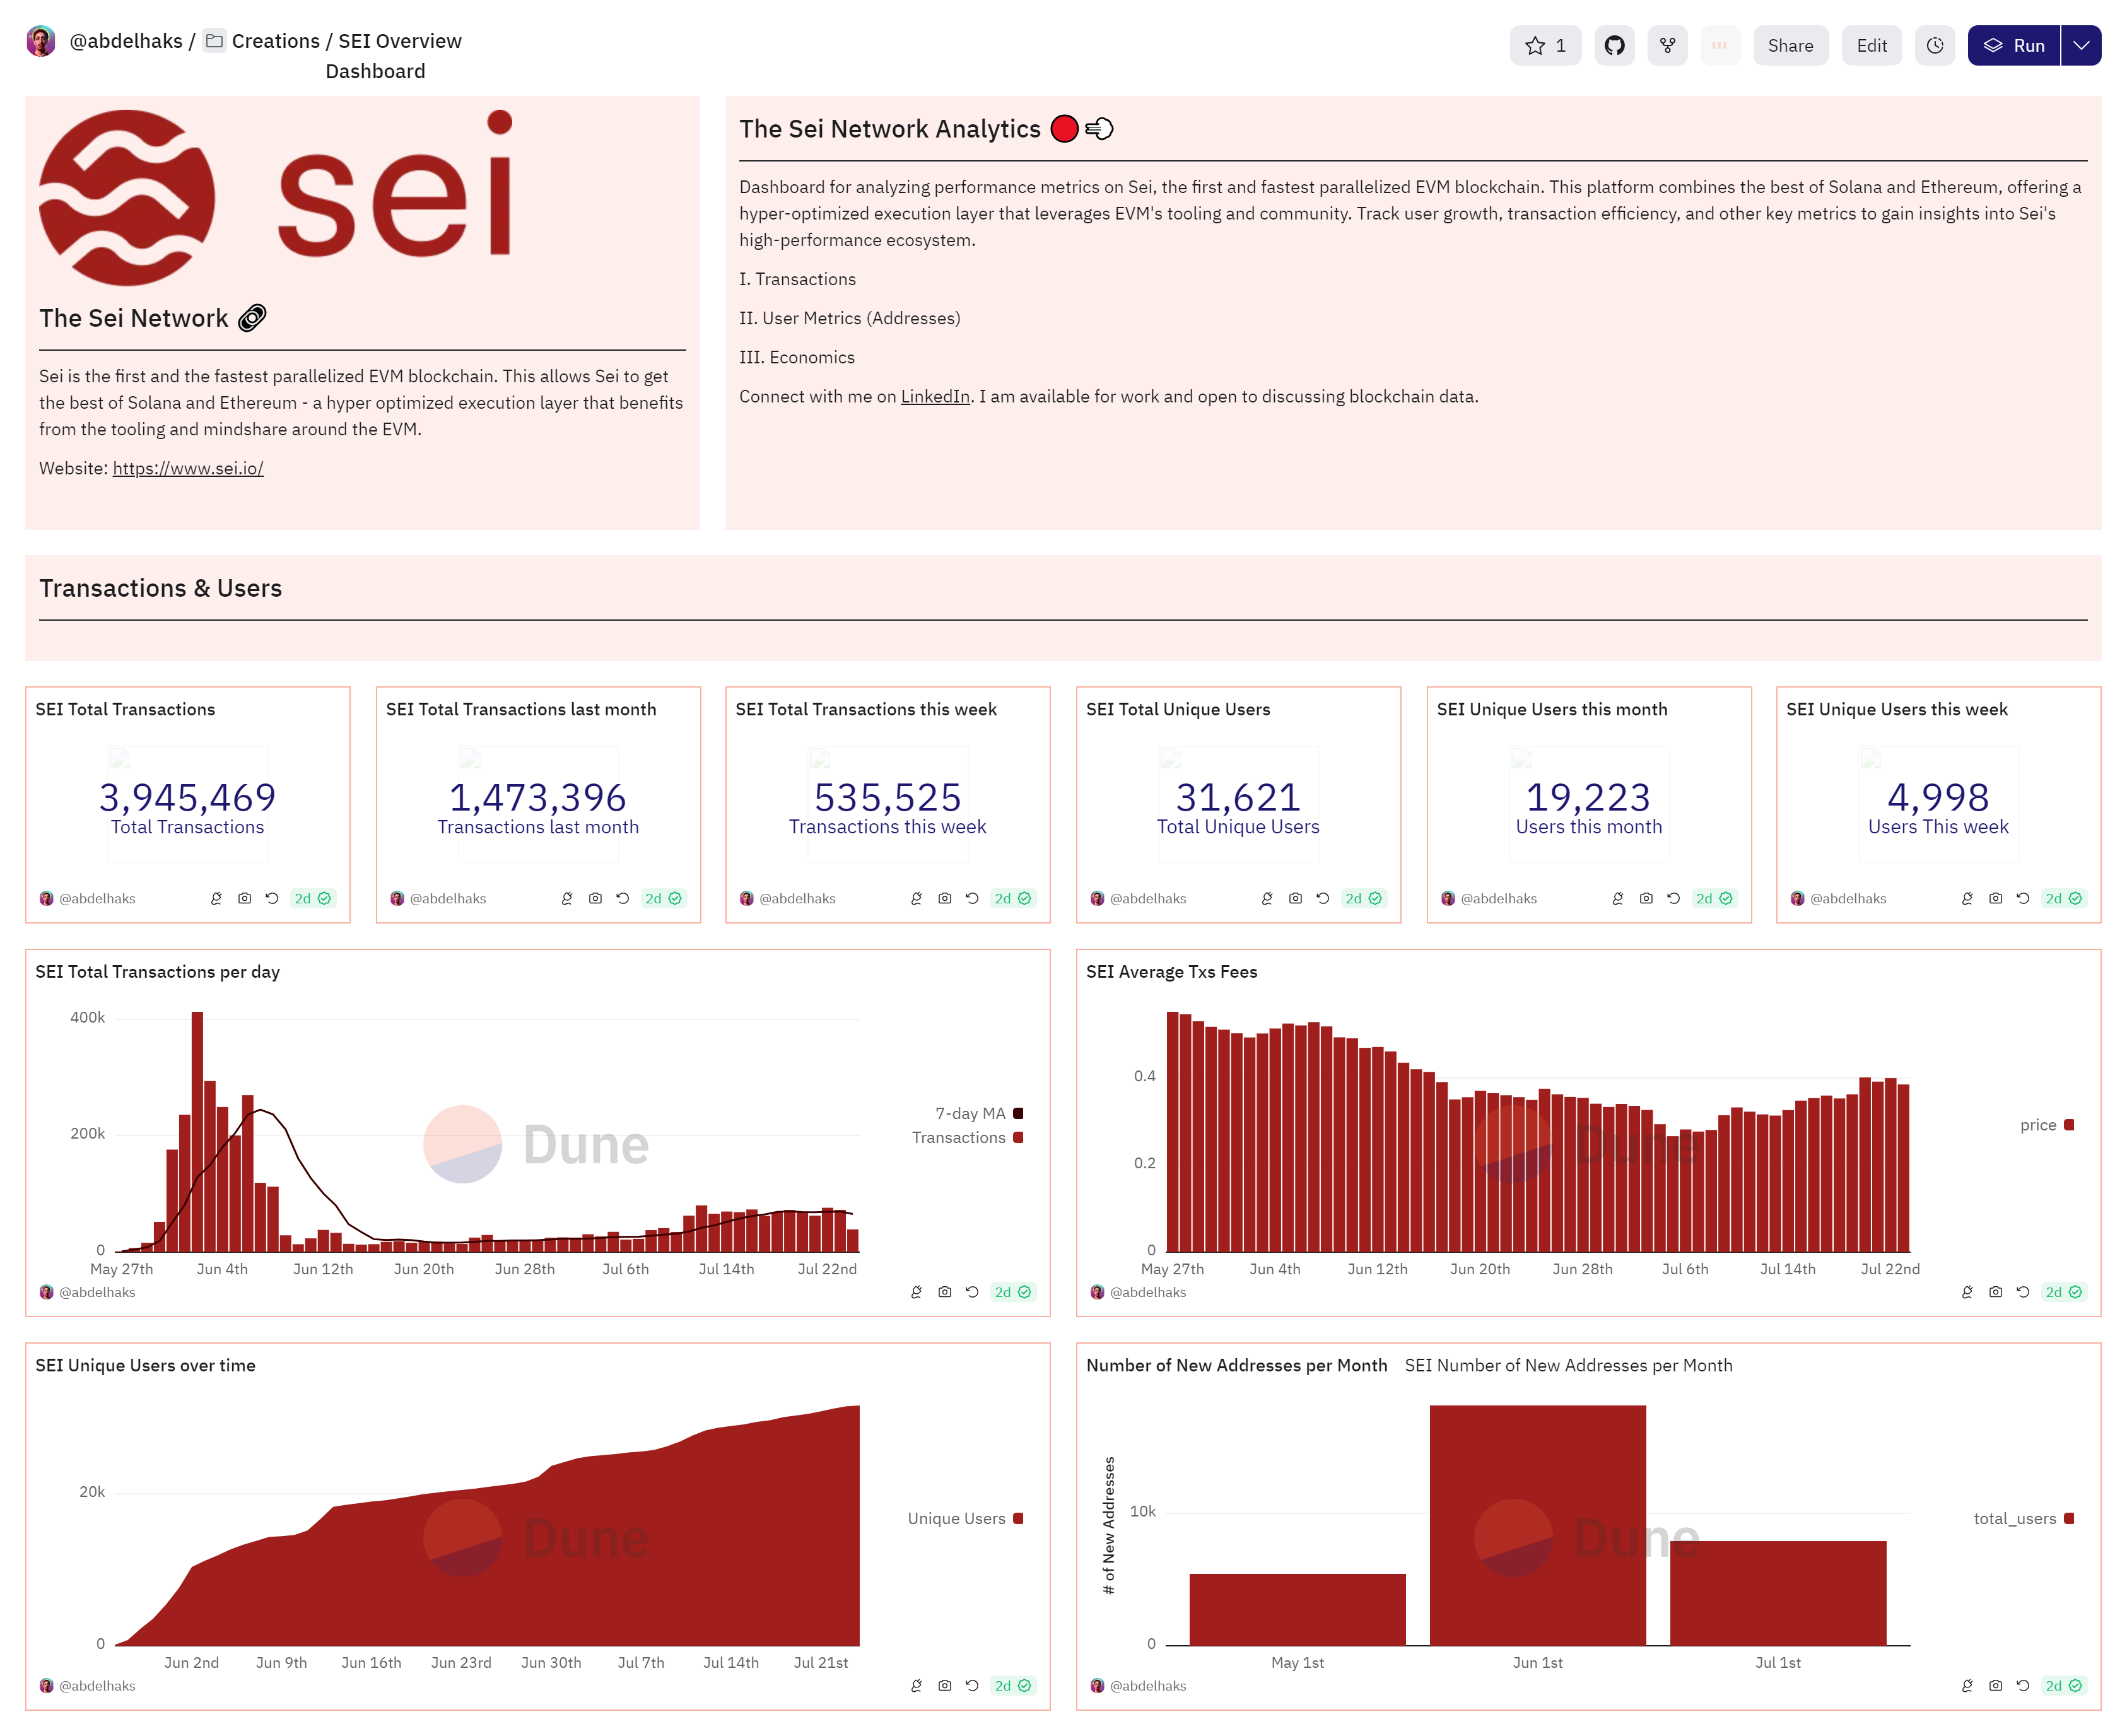 @abdelhaks / Creations / SEI Overview
Dashboard
1
Share
Edit
Run
sei
The Sei Network
Sei is the first and the fastest parallelized EVM blockchain. This allows Sei to get
the best of Solana and Ethereum - a hyper optimized execution layer that benefits
from the tooling and mindshare around the EVM.
Website: https://www.sei.io/
The Sei Network Analytics
Dashboard for analyzing performance metrics on Sei, the first and fastest parallelized EVM blockchain. This platform combines the best of Solana and Ethereum, offering a
hyper-optimized execution layer that leverages EVM's tooling and community. Track user growth, transaction efficiency, and other key metrics to gain insights into Sei's
high-performance ecosystem.
I. Transactions
II. User Metrics (Addresses)
III. Economics
Connect with me on LinkedIn. I am available for work and open to discussing blockchain data.
Transactions & Users
SEI Total Transactions
3,945,469
Total Transactions
@abdelhaks
2d
SEI Total Transactions last month
1,473,396
Transactions last month
@abdelhaks
2d
SEI Total Transactions this week
535,525
Transactions this week
@abdelhaks
2d
SEI Total Unique Users
31,621
Total Unique Users
@abdelhaks
2d
SEI Unique Users this month
19,223
Users this month
@abdelhaks
2d
SEI Unique Users this week
4,998
Users This week
@abdelhaks
2d
SEI Total Transactions per day
400k
200k
0
May 27th Jun 4th Jun 12th Jun 20th Jun 28th Jul 6th Jul 14th Jul 22nd
7-day MA
Transactions
Dune
@abdelhaks
2d
SEI Average Txs Fees
0.4
0.2
0
May 27th Jun 4th Jun 12th Jun 20th Jun 28th Jul 6th Jul 14th Jul 22nd
price
Dune
@abdelhaks
2d
SEI Unique Users over time
20k
0
Jun 2nd Jun 9th Jun 16th Jun 23rd Jun 30th Jul 7th Jul 14th Jul 21st
Unique Users
Dune
@abdelhaks
2d
Number of New Addresses per Month SEI Number of New Addresses per Month
# of New Addresses
10k
0
May 1st Jun 1st Jul 1st
total_users
Dune
@abdelhaks
2d